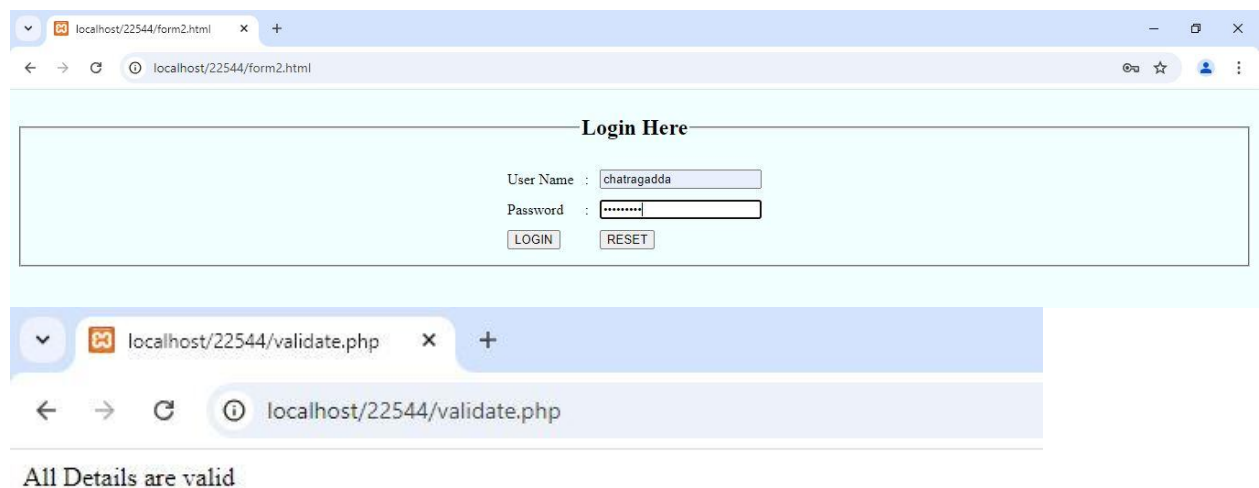 localhost/22544/form2.html
localhost/22544/form2.html
Login Here
User Name : chatragadda
Password : •••••••••
LOGIN RESET
localhost/22544/validate.php
localhost/22544/validate.php
All Details are valid